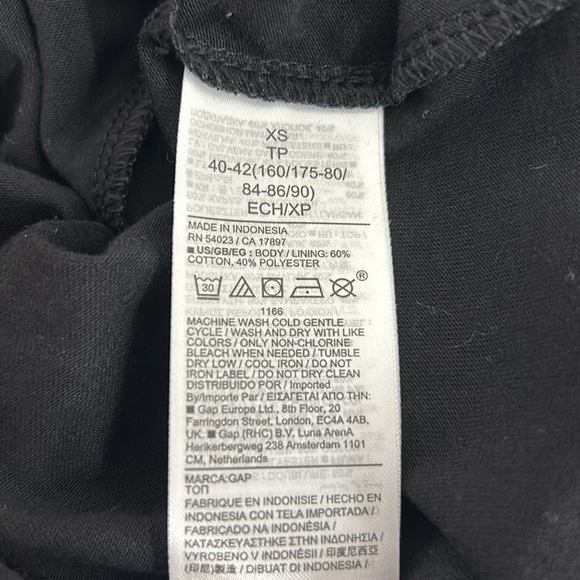 XS
TP
40-42(160/175-80/
84-86/90)
ECH/XP
MADE IN INDONESIA
RN 54023 / CA 17897
■ US/GB/EG : BODY / LINING: 60%
COTTON, 40% POLYESTER
30
®
1166
MACHINE WASH COLD GENTLE
CYCLE / WASH AND DRY WITH LIKE
COLORS / ONLY NON-CHLORINE
BLEACH WHEN NEEDED / TUMBLE
DRY LOW / COOL IRON / DO NOT
IRON LABEL / DO NOT DRY CLEAN
DISTRIBUIDO POR / Imported
By/Importe Par / ΕΙΣΑΓΕΤΑΙ ΑΠΟ ΤΗΝ:
■ Gap Europe Ltd., 8th Floor, 20
Farringdon Street, London, EC4A 4AB,
UK. ■ Gap (RHC) B.V. Luna ArenA
Herikerbergweg 238 Amsterdam 1101
CM, Netherlands
МАРСА:GAP
ТОП
FABRIQUE EN INDONISIE / HECHO EN
INDONESIA CON TELA IMPORTADA /
FABRICADO NA INDONÉSIA /
ΚΑΤΑΣΚΕΥΑΣΤΗΚΕ ΣΤΗΝ ΙΝΔΟΝΗΣΙΑ /
VYROBENO V INDONÉSII / 印度尼西亞
(印尼)製造 / DIBUAT DI INDONESIA /